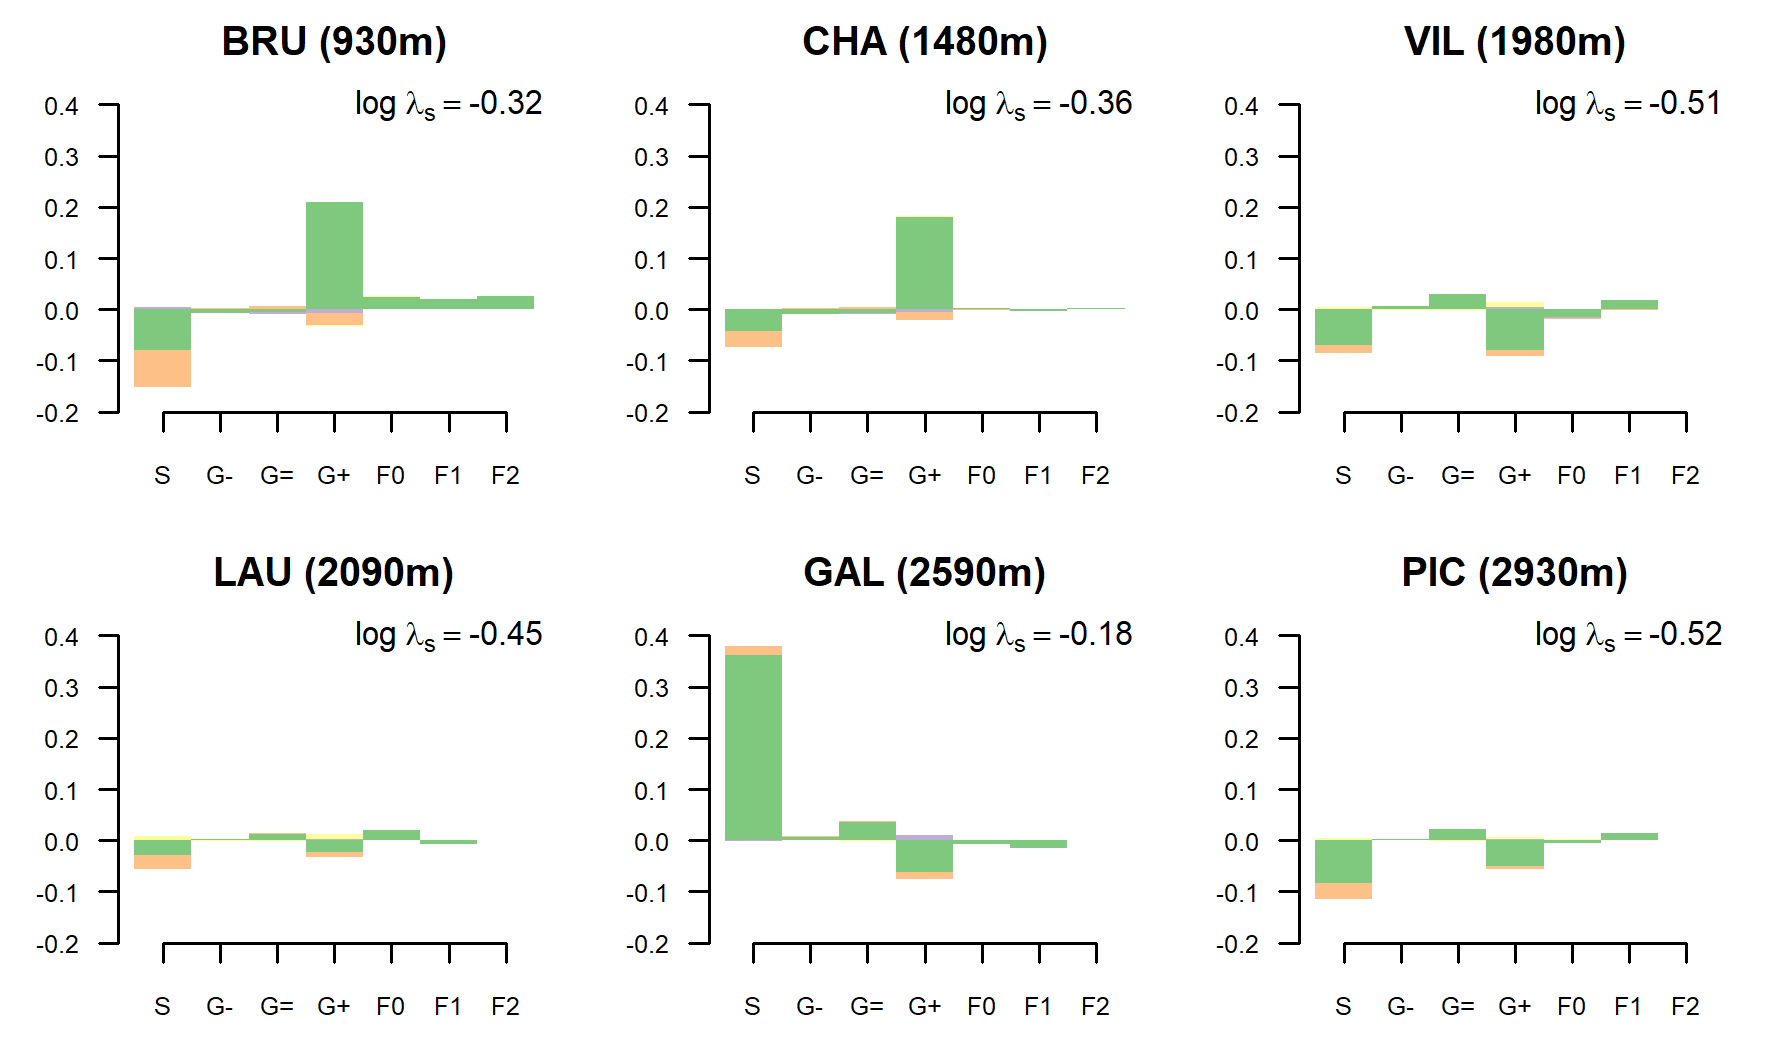 BRU (930m)
log λs = -0.32
0.4
0.3
0.2
0.1
0.0
-0.1
-0.2
S G- G= G+ F0 F1 F2
CHA (1480m)
log λs = -0.36
0.4
0.3
0.2
0.1
0.0
-0.1
-0.2
S G- G= G+ F0 F1 F2
VIL (1980m)
log λs = -0.51
0.4
0.3
0.2
0.1
0.0
-0.1
-0.2
S G- G= G+ F0 F1 F2
LAU (2090m)
log λs = -0.45
0.4
0.3
0.2
0.1
0.0
-0.1
-0.2
S G- G= G+ F0 F1 F2
GAL (2590m)
log λs = -0.18
0.4
0.3
0.2
0.1
0.0
-0.1
-0.2
S G- G= G+ F0 F1 F2
PIC (2930m)
log λs = -0.52
0.4
0.3
0.2
0.1
0.0
-0.1
-0.2
S G- G= G+ F0 F1 F2